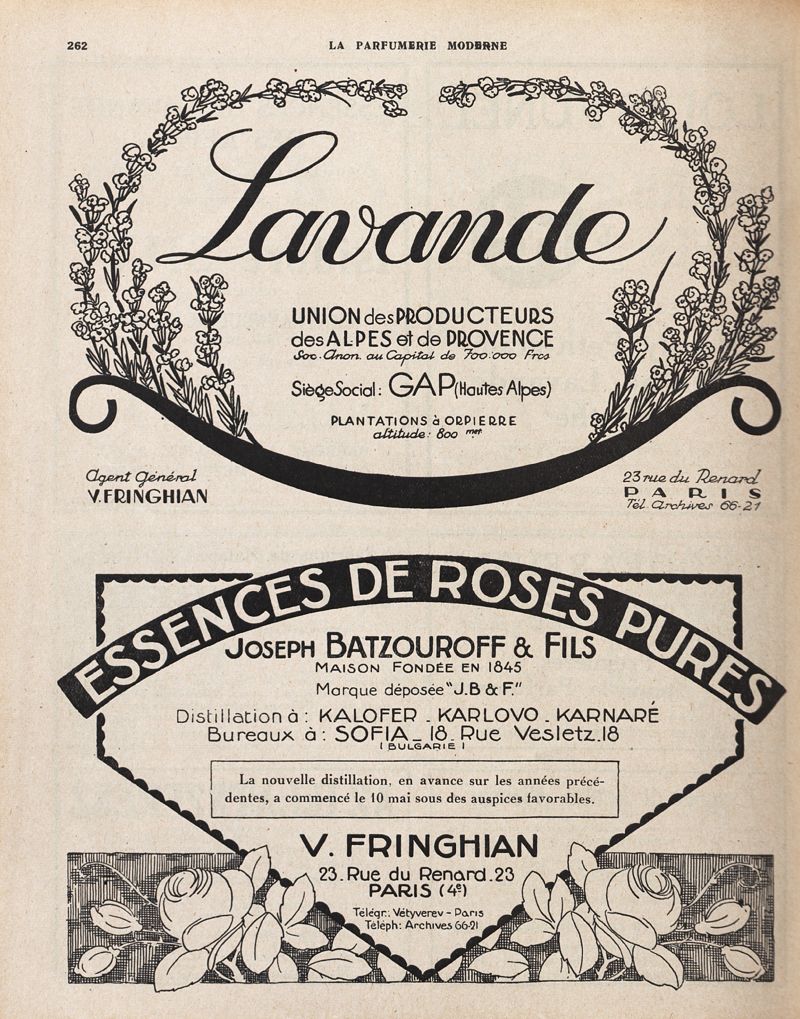 262
LA PARFUMERIE MODERNE
Lavande
UNION des PRODUCTEURS
des ALPES et de PROVENCE
Soc. Anon. au Capital de 700.000 Frcs
Siège Social: GAP (Hautes Alpes)
PLANTATIONS à ORPIERRE
altitude: 800 met
Agent Général
V. FRINGHIAN
23 rue du Renard
PARIS
Tél. Archives 66-21
ESSENCES DE ROSES PURES
JOSEPH BATZOUROFF & FILS
MAISON FONDÉE EN 1845
Marque déposée "J.B & F."
Distillation à: KALOFER - KARLOVO - KARNARÉ
Bureaux à: SOFIA - 18. Rue Vesletz. 18
(BULGARIE)
La nouvelle distillation, en avance sur les années précé-
dentes, a commencé le 10 mai sous des auspices favorables.
V. FRINGHIAN
23. Rue du Renard. 23
PARIS (4e)
Télégr.: Vétyverev - Paris
Téléph: Archives 66-21